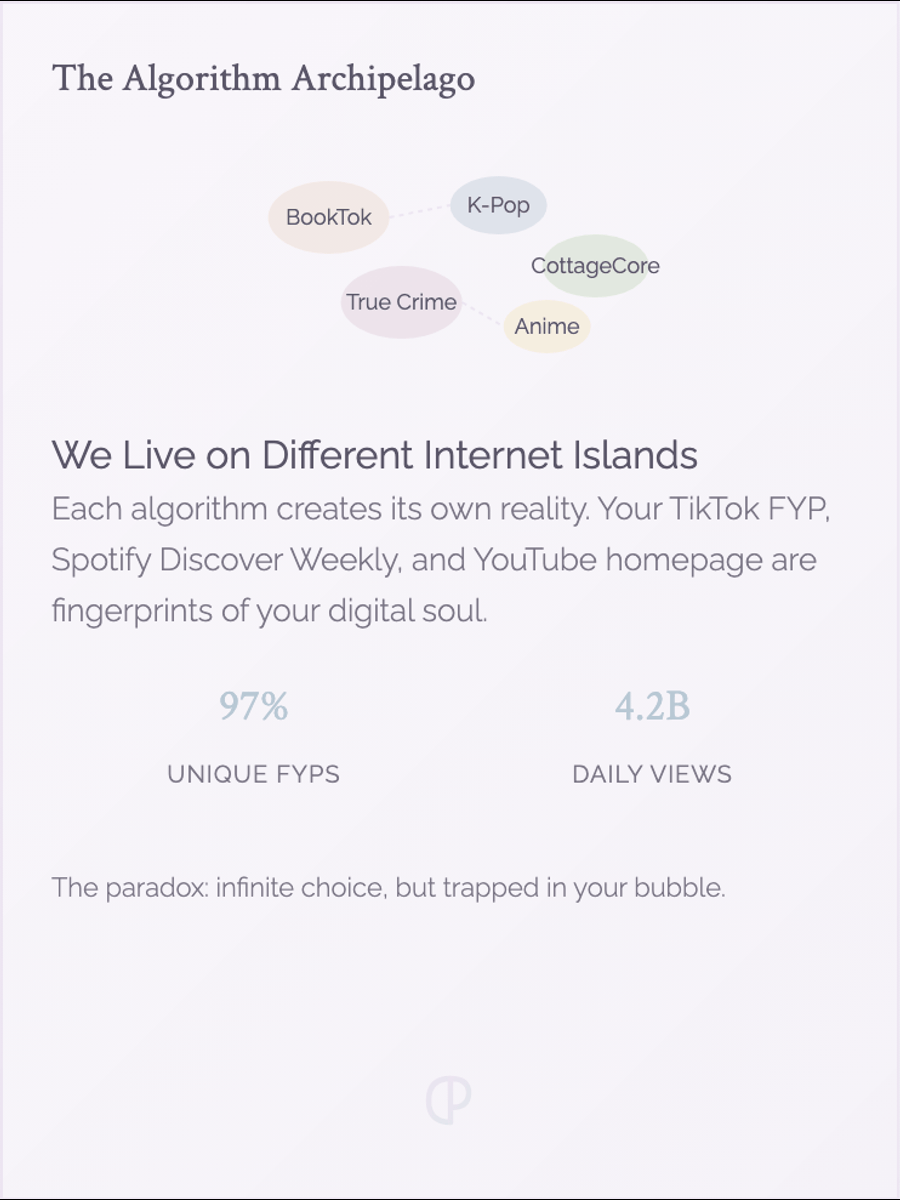 The Algorithm Archipelago
BookTok
K-Pop
CottageCore
True Crime
Anime
We Live on Different Internet Islands
Each algorithm creates its own reality. Your TikTok FYP,
Spotify Discover Weekly, and YouTube homepage are
fingerprints of your digital soul.
97%
UNIQUE FYPS
4.2B
DAILY VIEWS
The paradox: infinite choice, but trapped in your bubble.